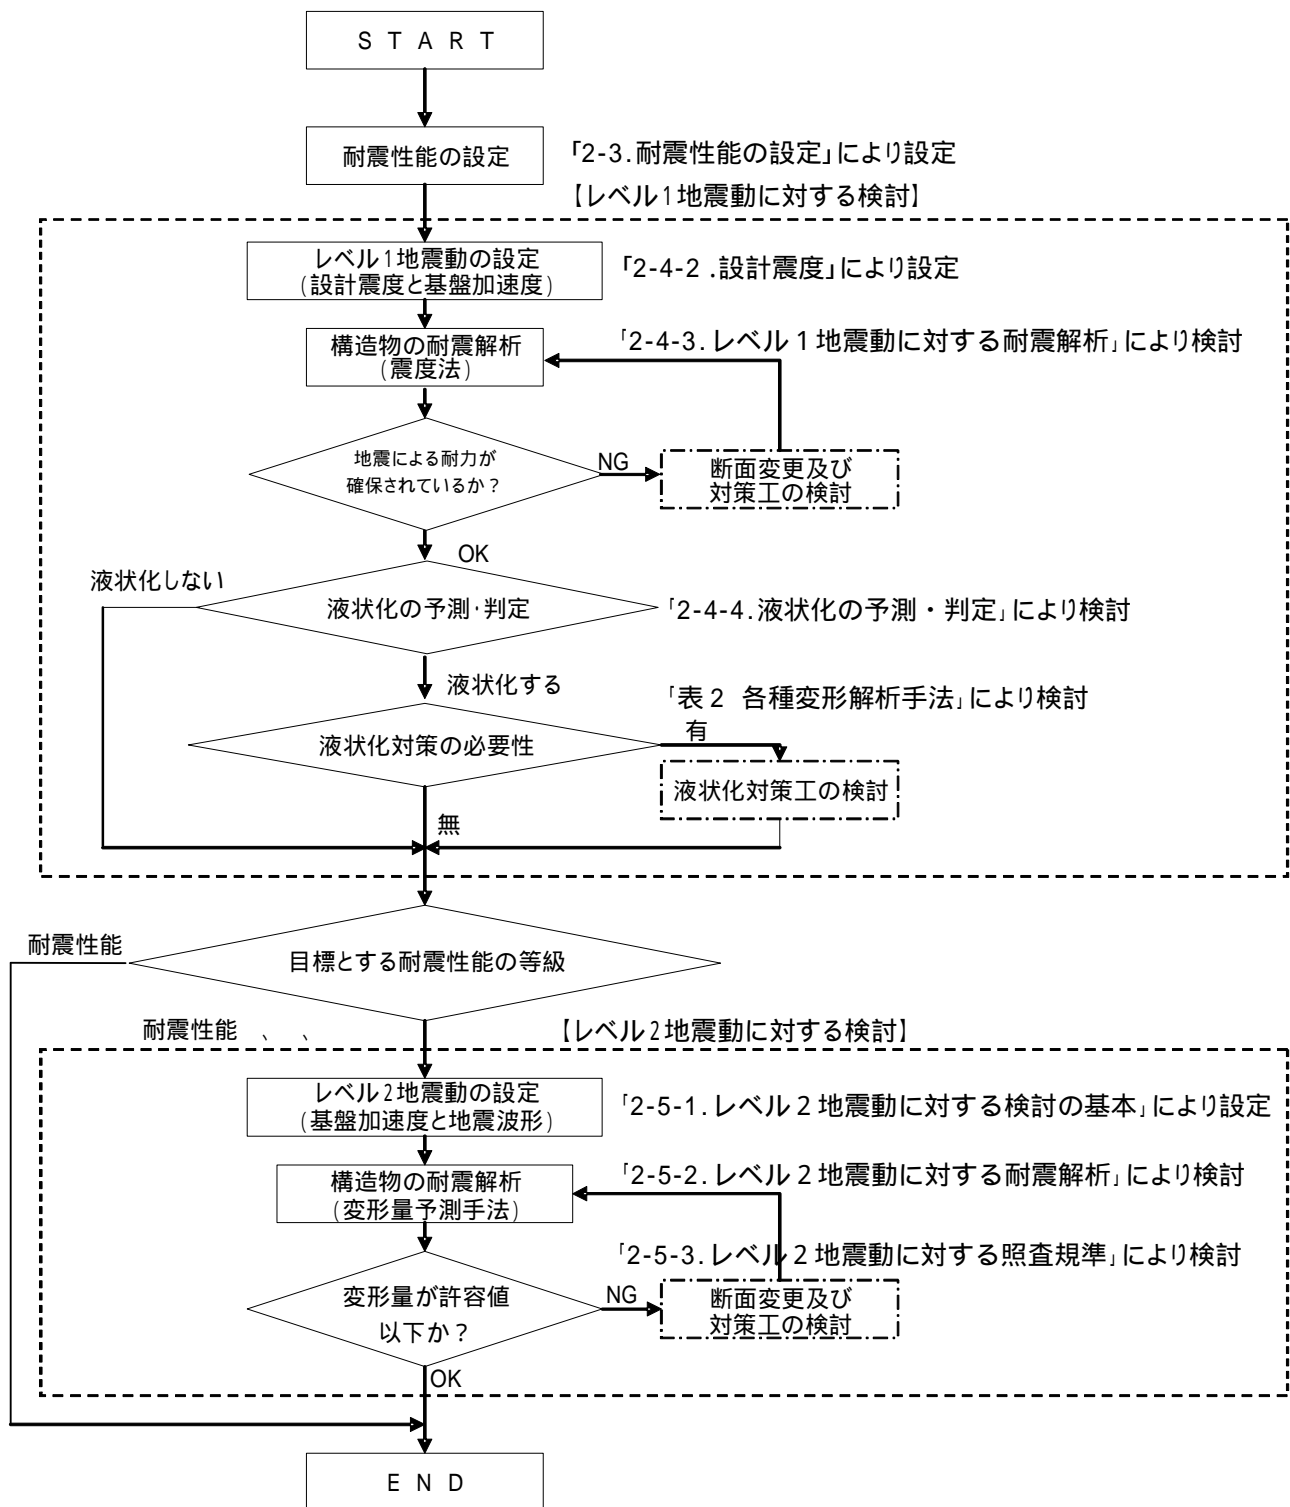 START
耐震性能の設定
「2-3.耐震性能の設定」により設定
【レベル1地震動に対する検討】
レベル1地震動の設定
(設計震度と基盤加速度)
「2-4-2.設計震度」により設定
構造物の耐震解析
(震度法)
「2-4-3.レベル1地震動に対する耐震解析」により検討
地震による耐力が
確保されているか？
NG
断面変更及び
対策工の検討
OK
液状化しない
液状化の予測・判定
「2-4-4.液状化の予測・判定」により検討
液状化する
「表2 各種変形解析手法」により検討
有
液状化対策の必要性
液状化対策工の検討
無
耐震性能
目標とする耐震性能の等級
耐震性能 、 、
【レベル2地震動に対する検討】
レベル2地震動の設定
(基盤加速度と地震波形)
「2-5-1.レベル2地震動に対する検討の基本」により設定
構造物の耐震解析
(変形量予測手法)
「2-5-2.レベル2地震動に対する耐震解析」により検討
「2-5-3.レベル2地震動に対する照査規準」により検討
変形量が許容値
以下か？
NG
断面変更及び
対策工の検討
OK
END